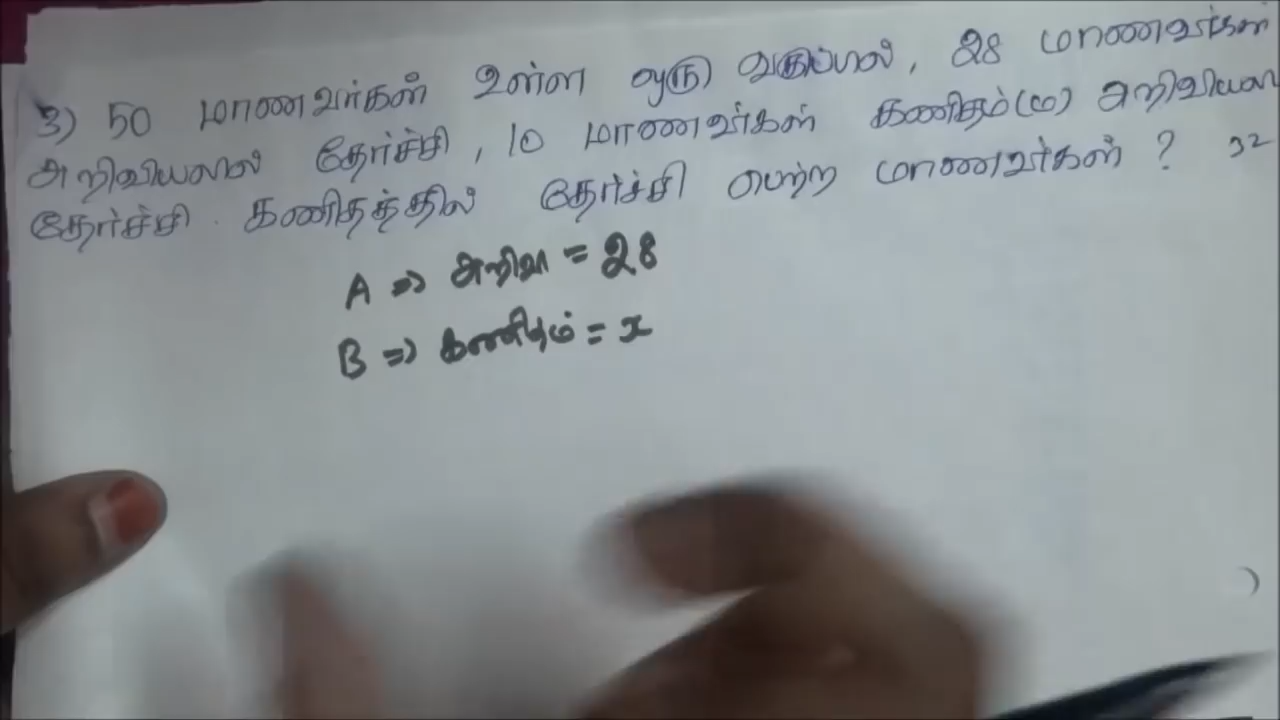 3) 50 மாணவர்கள் உள்ள ஒரு வகுப்பில், 28 மாணவர்கள்
அறிவியலில் தேர்ச்சி, 10 மாணவர்கள் கணிதம்(ம) அறிவியல்
தேர்ச்சி. கணிதத்தில் தேர்ச்சி பெற்ற மாணவர்கள்? 32
A => அறிவி = 28
B => கணிதம் = x
)